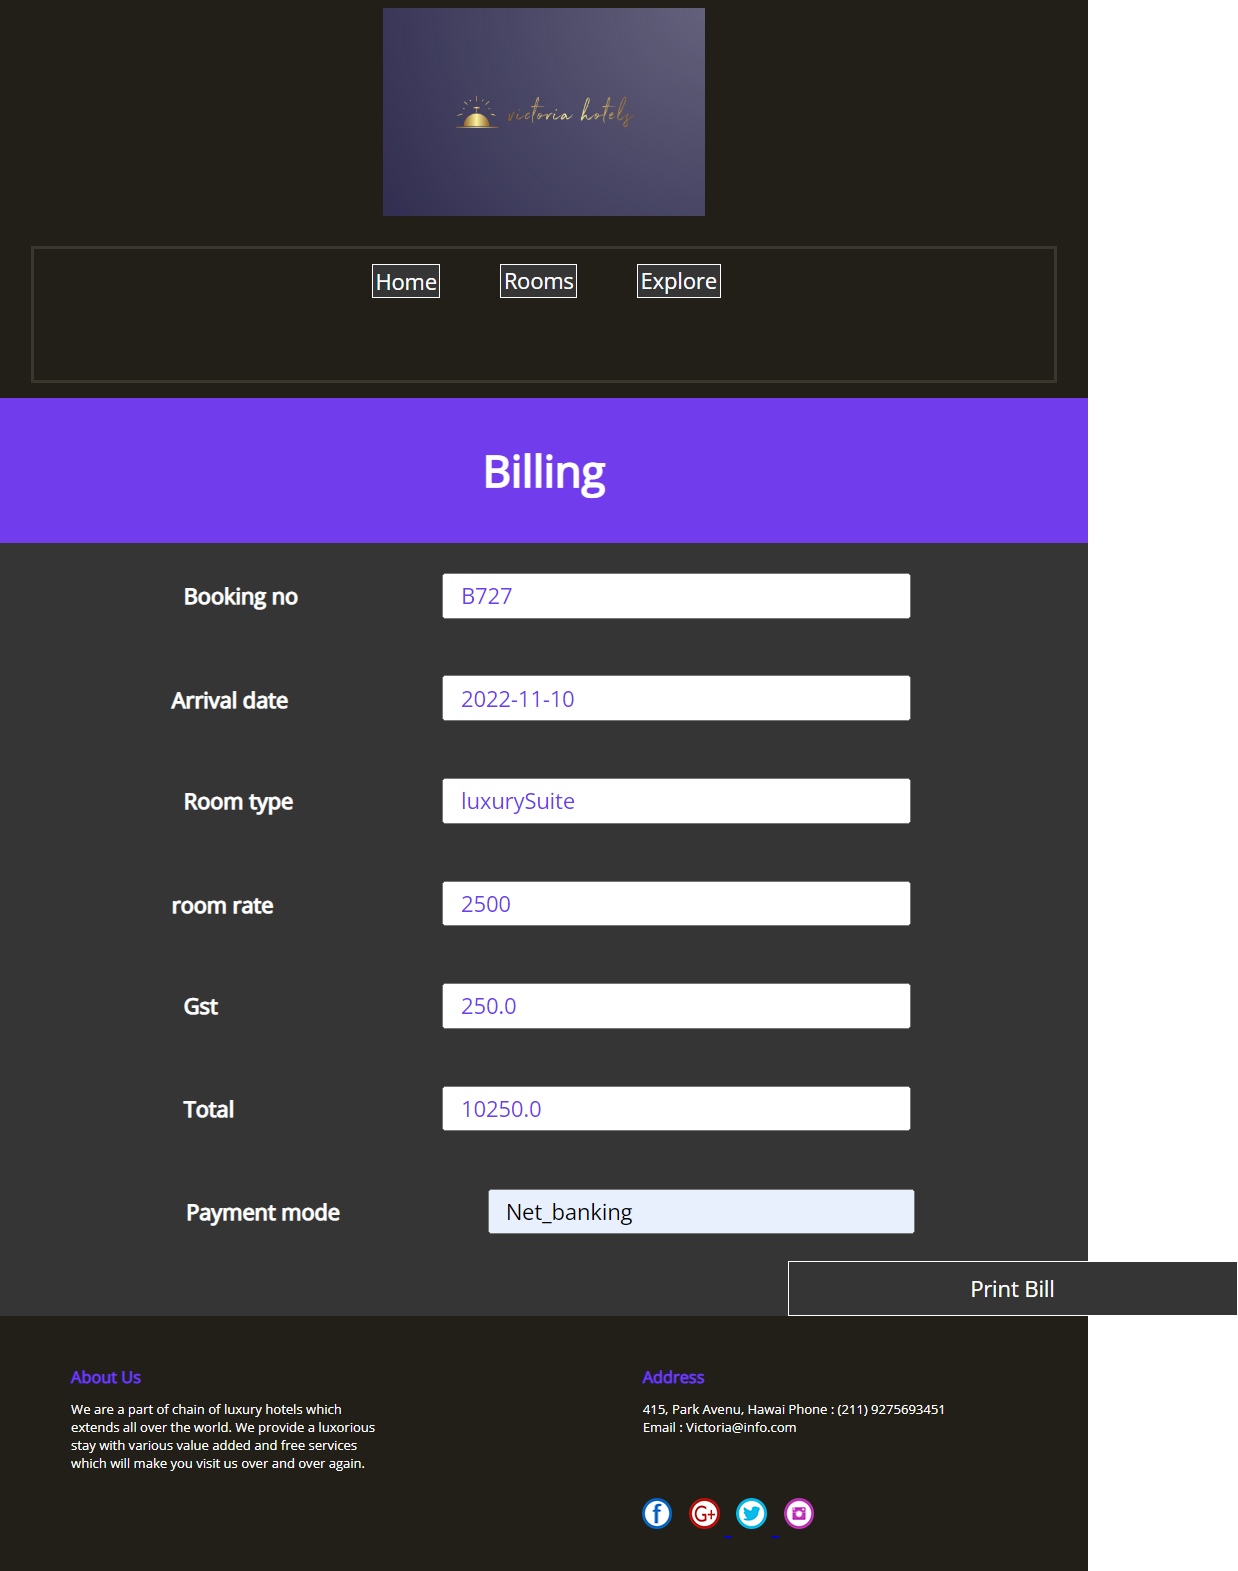 victoria hotels
Home Rooms Explore
Billing
Booking no B727
Arrival date 2022-11-10
Room type luxurySuite
room rate 2500
Gst 250.0
Total 10250.0
Payment mode Net_banking
Print Bill
About Us
We are a part of chain of luxury hotels which
extends all over the world. We provide a luxorious
stay with various value added and free services
which will make you visit us over and over again.
Address
415, Park Avenu, Hawai Phone : (211) 9275693451
Email : Victoria@info.com